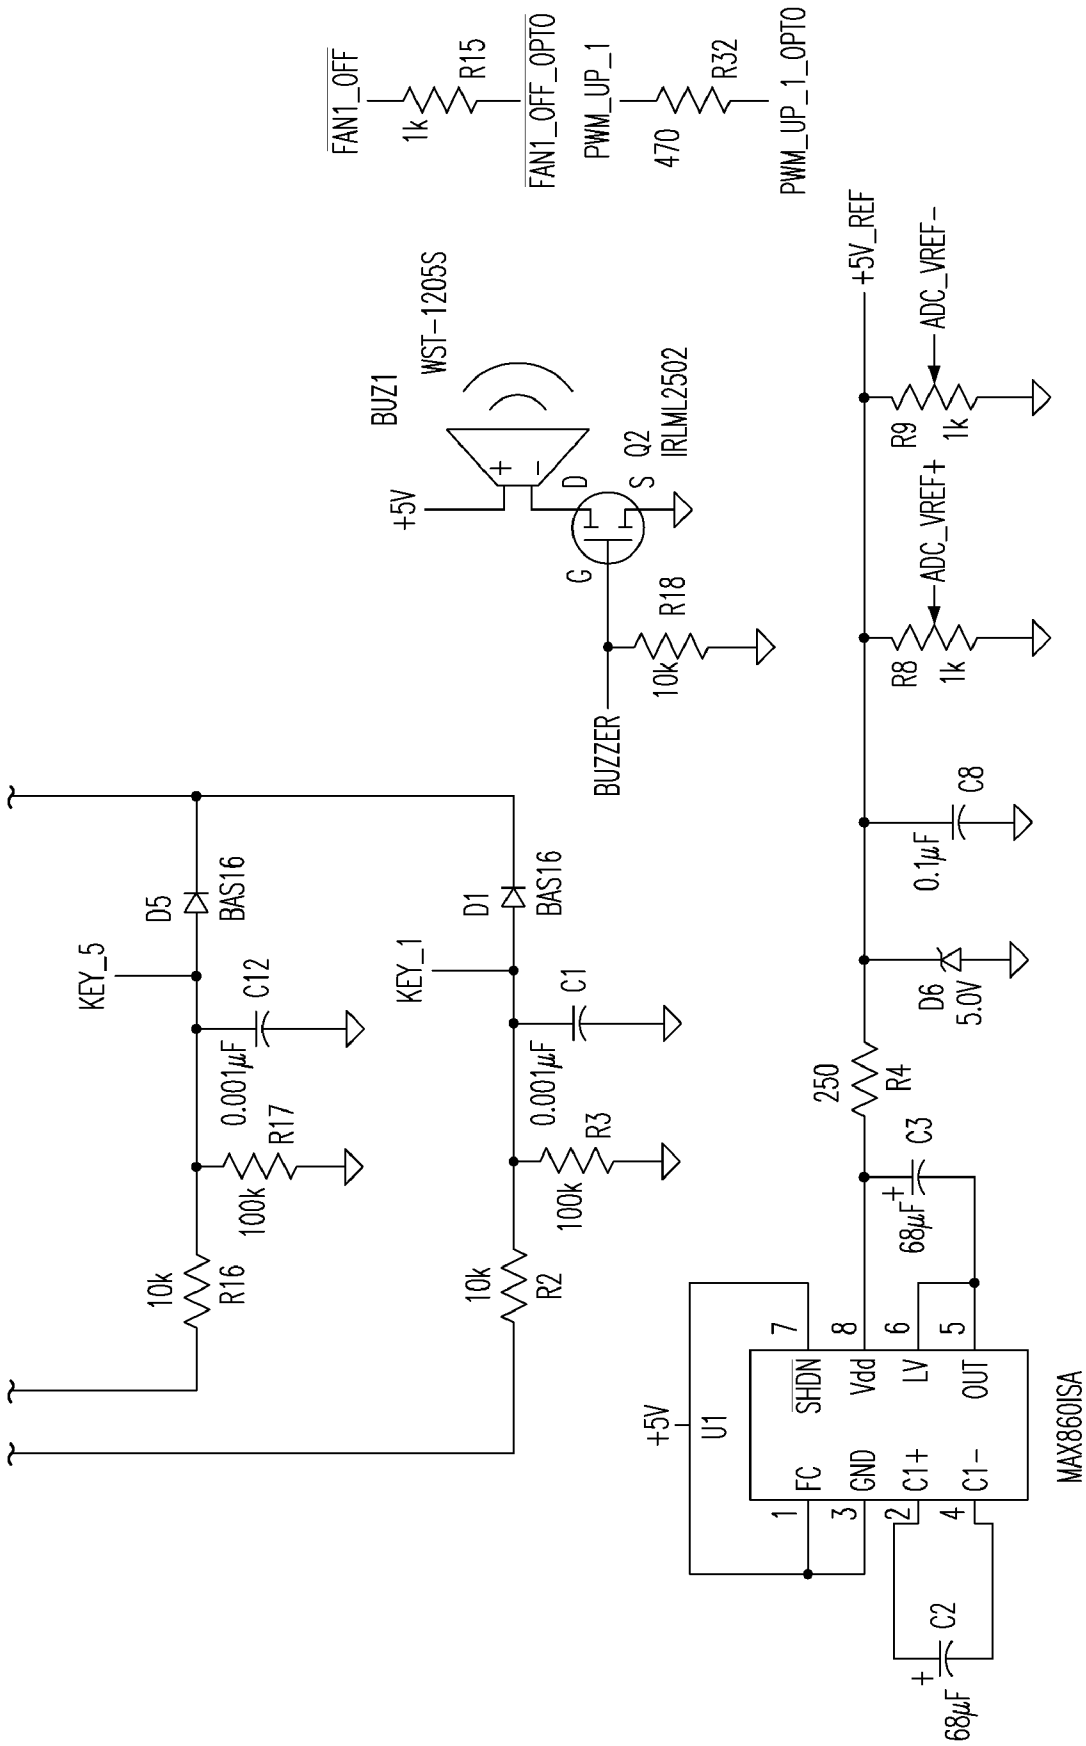 KEY_5
D5
BAS16
C12
0.001µF
R17
100k
10k
R16
KEY_1
D1
BAS16
C1
0.001µF
R3
100k
10k
R2
BUZ1
WST-1205S
+5V
+
-
D
G
S
Q2
IRLML2502
BUZZER
R18
10k
FAN1_OFF
1k
R15
FAN1_OFF_OPTO
PWM_UP_1
470
R32
PWM_UP_1_OPTO
+5V
U1
1
FC
SHDN
7
3
GND
Vdd
8
2
C1+
LV
6
4
C1-
OUT
5
MAX860ISA
+
C2
68µF
+
C3
68µF
250
R4
D6
5.0V
0.1µF
C8
R8
1k
ADC_VREF+
R9
1k
ADC_VREF-
+5V_REF